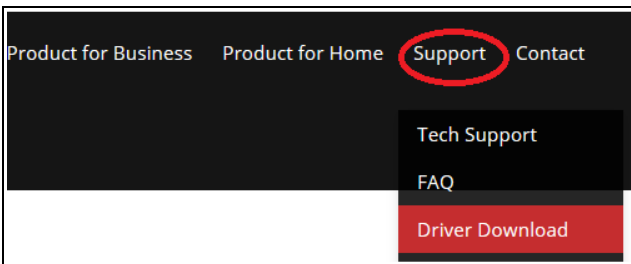 Product for Business Product for Home Support Contact
Tech Support
FAQ
Driver Download